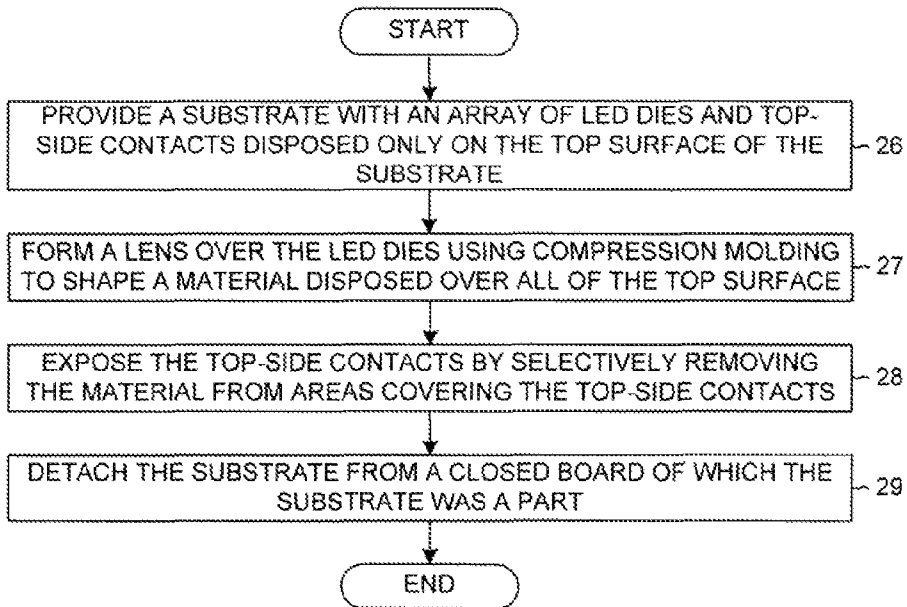 START
PROVIDE A SUBSTRATE WITH AN ARRAY OF LED DIES AND TOP-
SIDE CONTACTS DISPOSED ONLY ON THE TOP SURFACE OF THE
SUBSTRATE
26
FORM A LENS OVER THE LED DIES USING COMPRESSION MOLDING
TO SHAPE A MATERIAL DISPOSED OVER ALL OF THE TOP SURFACE
27
EXPOSE THE TOP-SIDE CONTACTS BY SELECTIVELY REMOVING
THE MATERIAL FROM AREAS COVERING THE TOP-SIDE CONTACTS
28
DETACH THE SUBSTRATE FROM A CLOSED BOARD OF WHICH THE
SUBSTRATE WAS A PART
29
END